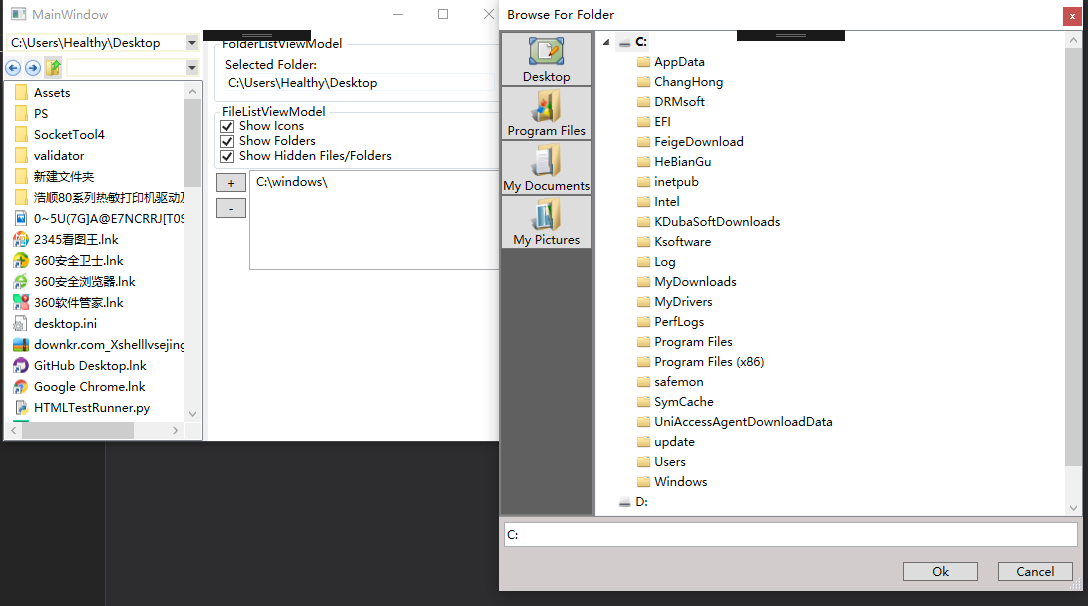 MainWindow
C:\Users\Healthy\Desktop
Assets
PS
SocketTool4
validator
新建文件夹
浩顺80系列热敏打印机驱动及
0~5U(7G]A@E7NCRRJ[T0S
2345看图王.lnk
360安全卫士.lnk
360安全浏览器.lnk
360软件管家.lnk
desktop.ini
downkr.com_Xshelllvsejing
GitHub Desktop.lnk
Google Chrome.lnk
HTMLTestRunner.py
FolderListViewModel
Selected Folder:
C:\Users\Healthy\Desktop
FileListViewModel
Show Icons
Show Folders
Show Hidden Files/Folders
+
-
C:\windows\
Browse For Folder
x
Desktop
Program Files
My Documents
My Pictures
C:
AppData
ChangHong
DRMsoft
EFI
FeigeDownload
HeBianGu
inetpub
Intel
KDubaSoftDownloads
Ksoftware
Log
MyDownloads
MyDrivers
PerfLogs
Program Files
Program Files (x86)
safemon
SymCache
UniAccessAgentDownloadData
update
Users
Windows
D:
C:
Ok
Cancel